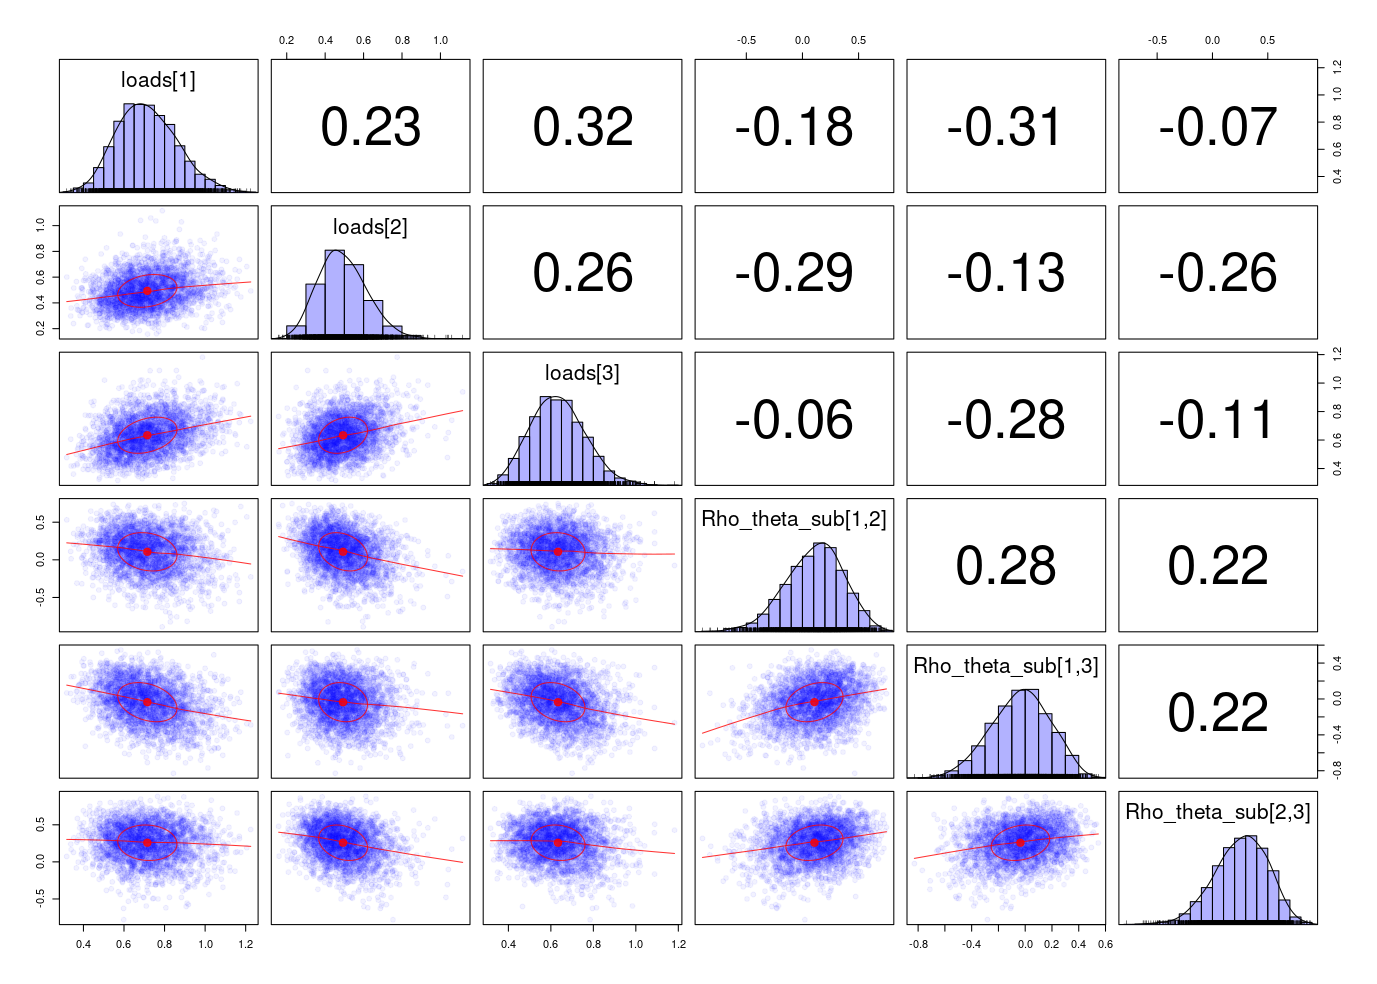 0.2 0.4 0.6 0.8 1.0
-0.5 0.0 0.5
-0.5 0.0 0.5
loads[1]
0.23
0.32
-0.18
-0.31
-0.07
0.4 0.6 0.8 1.0 1.2
0.2 0.4 0.6 0.8 1.0
loads[2]
0.26
-0.29
-0.13
-0.26
loads[3]
-0.06
-0.28
-0.11
0.4 0.6 0.8 1.0 1.2
-0.5 0.0 0.5
Rho_theta_sub[1,2]
0.28
0.22
Rho_theta_sub[1,3]
0.22
-0.8 -0.4 0.0 0.4
-0.5 0.0 0.5
Rho_theta_sub[2,3]
0.4 0.6 0.8 1.0 1.2
0.4 0.6 0.8 1.0 1.2
-0.8 -0.4 0.0 0.2 0.4 0.6